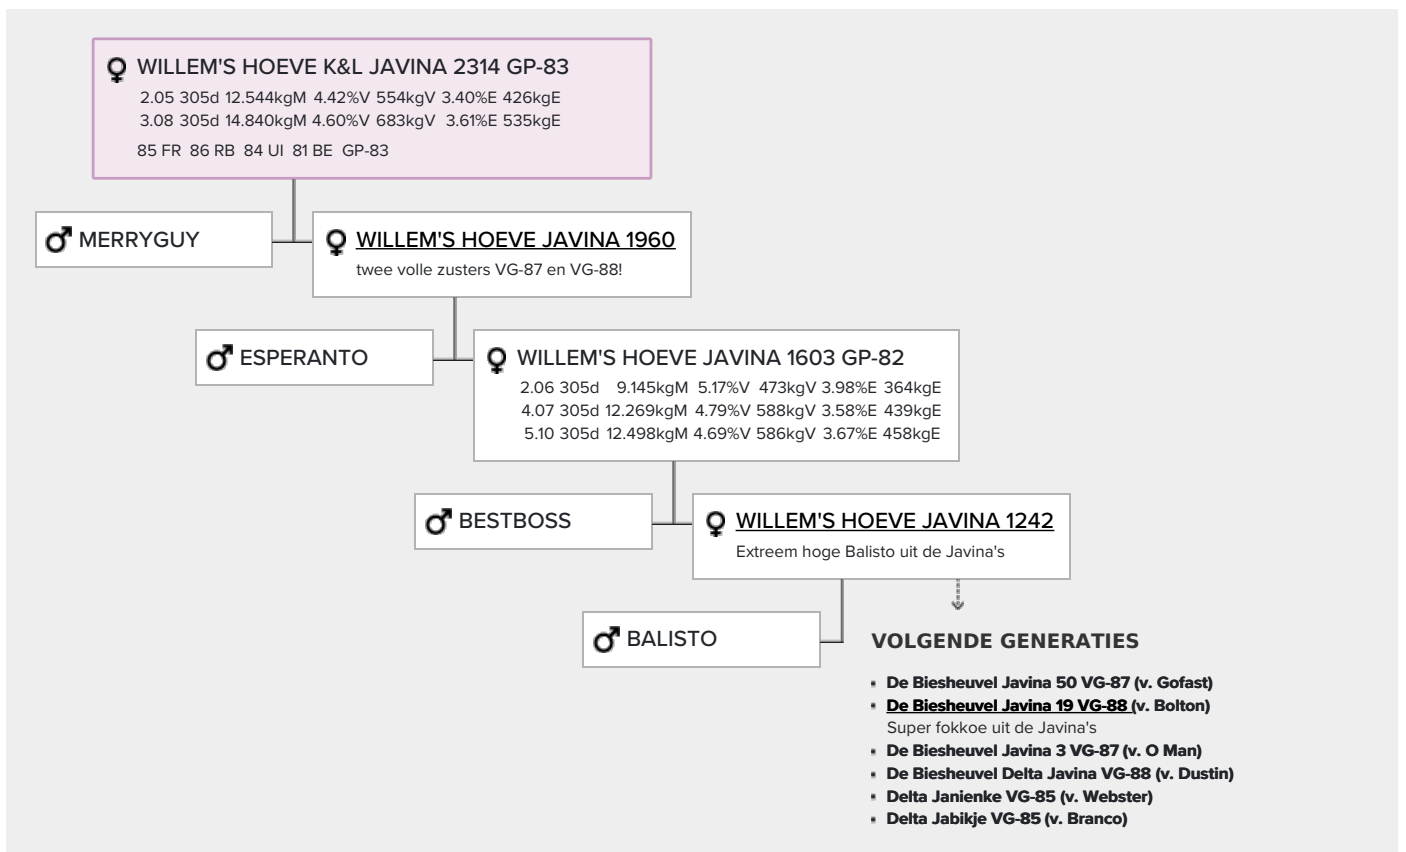 WILLEM'S HOEVE K&L JAVINA 2314 GP-83
2.05 305d 12.544kgM 4.42%V 554kgV 3.40%E 426kgE
3.08 305d 14.840kgM 4.60%V 683kgV 3.61%E 535kgE
85 FR 86 RB 84 UI 81 BE GP-83
MERRYGUY
WILLEM'S HOEVE JAVINA 1960
twee volle zusters VG-87 en VG-88!
ESPERANTO
WILLEM'S HOEVE JAVINA 1603 GP-82
2.06 305d 9.145kgM 5.17%V 473kgV 3.98%E 364kgE
4.07 305d 12.269kgM 4.79%V 588kgV 3.58%E 439kgE
5.10 305d 12.498kgM 4.69%V 586kgV 3.67%E 458kgE
BESTBOSS
WILLEM'S HOEVE JAVINA 1242
Extreem hoge Balisto uit de Javina's
BALISTO
VOLGENDE GENERATIES
De Biesheuvel Javina 50 VG-87 (v. Gofast)
De Biesheuvel Javina 19 VG-88 (v. Bolton)
Super fokkoe uit de Javina's
De Biesheuvel Javina 3 VG-87 (v. O Man)
De Biesheuvel Delta Javina VG-88 (v. Dustin)
Delta Janienke VG-85 (v. Webster)
Delta Jabikje VG-85 (v. Branco)